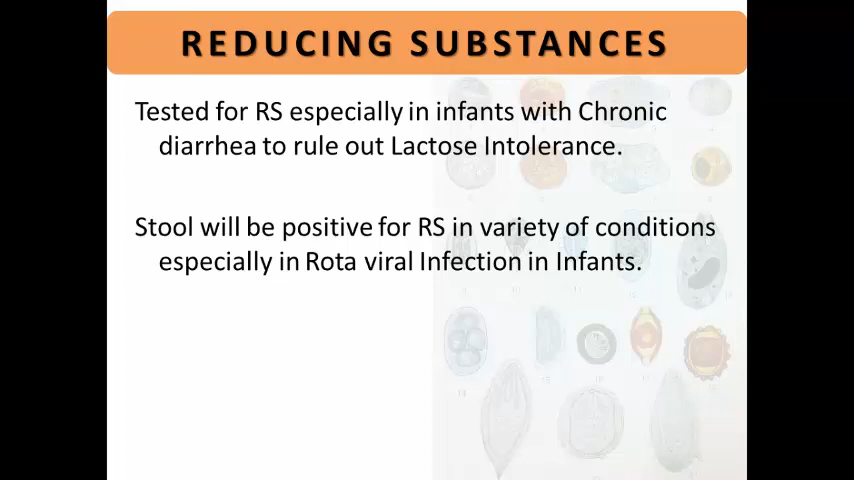 REDUCING SUBSTANCES
Tested for RS especially in infants with Chronic
diarrhea to rule out Lactose Intolerance.
Stool will be positive for RS in variety of conditions
especially in Rota viral Infection in Infants.